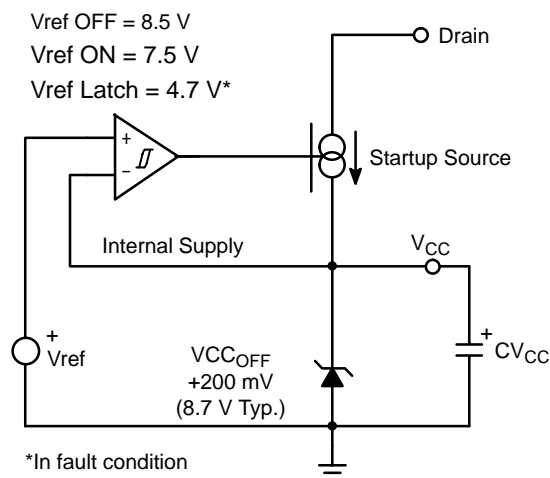 Vref OFF = 8.5 V
Vref ON = 7.5 V
Vref Latch = 4.7 V*
Drain
+
−
Startup Source
Internal Supply
VCC
+
Vref
VCCOFF
+200 mV
(8.7 V Typ.)
+
CVCC
*In fault condition